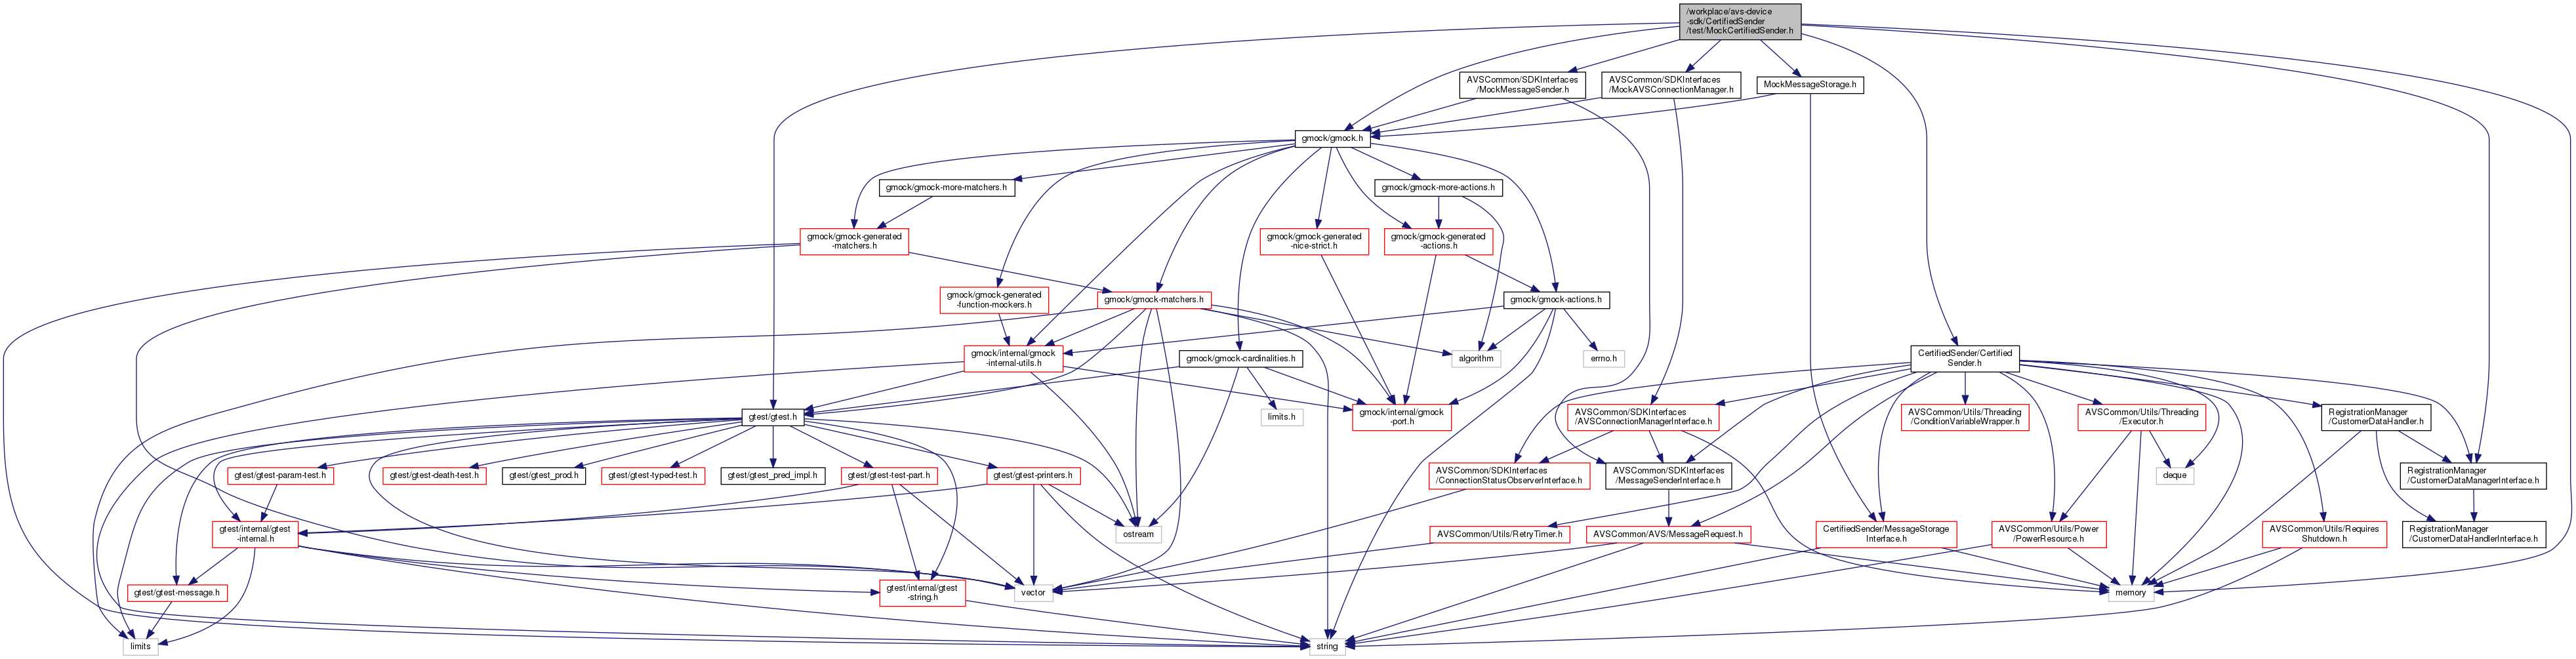 /workplace/avs-device
-sdk/CertifiedSender
/test/MockCertifiedSender.h
AVSCommon/SDKInterfaces
/MockMessageSender.h
AVSCommon/SDKInterfaces
/MockAVSConnectionManager.h
MockMessageStorage.h
gmock/gmock.h
gmock/gmock-more-matchers.h
gmock/gmock-more-actions.h
gmock/gmock-generated
-matchers.h
gmock/gmock-generated
-nice-strict.h
gmock/gmock-generated
-actions.h
gmock/gmock-generated
-function-mockers.h
gmock/gmock-matchers.h
gmock/gmock-actions.h
gmock/internal/gmock
-internal-utils.h
gmock/gmock-cardinalities.h
algorithm
errno.h
CertifiedSender/Certified
Sender.h
gtest/gtest.h
limits.h
gmock/internal/gmock
-port.h
AVSCommon/SDKInterfaces
/AVSConnectionManagerInterface.h
AVSCommon/Utils/Threading
/ConditionVariableWrapper.h
AVSCommon/Utils/Threading
/Executor.h
RegistrationManager
/CustomerDataHandler.h
gtest/gtest-param-test.h
gtest/gtest-death-test.h
gtest/gtest_prod.h
gtest/gtest-typed-test.h
gtest/gtest_pred_impl.h
gtest/gtest-test-part.h
gtest/gtest-printers.h
AVSCommon/SDKInterfaces
/ConnectionStatusObserverInterface.h
AVSCommon/SDKInterfaces
/MessageSenderInterface.h
deque
RegistrationManager
/CustomerDataManagerInterface.h
gtest/internal/gtest
-internal.h
ostream
AVSCommon/Utils/RetryTimer.h
AVSCommon/AVS/MessageRequest.h
CertifiedSender/MessageStorage
Interface.h
AVSCommon/Utils/Power
/PowerResource.h
AVSCommon/Utils/Requires
Shutdown.h
RegistrationManager
/CustomerDataHandlerInterface.h
gtest/gtest-message.h
gtest/internal/gtest
-string.h
vector
memory
limits
string